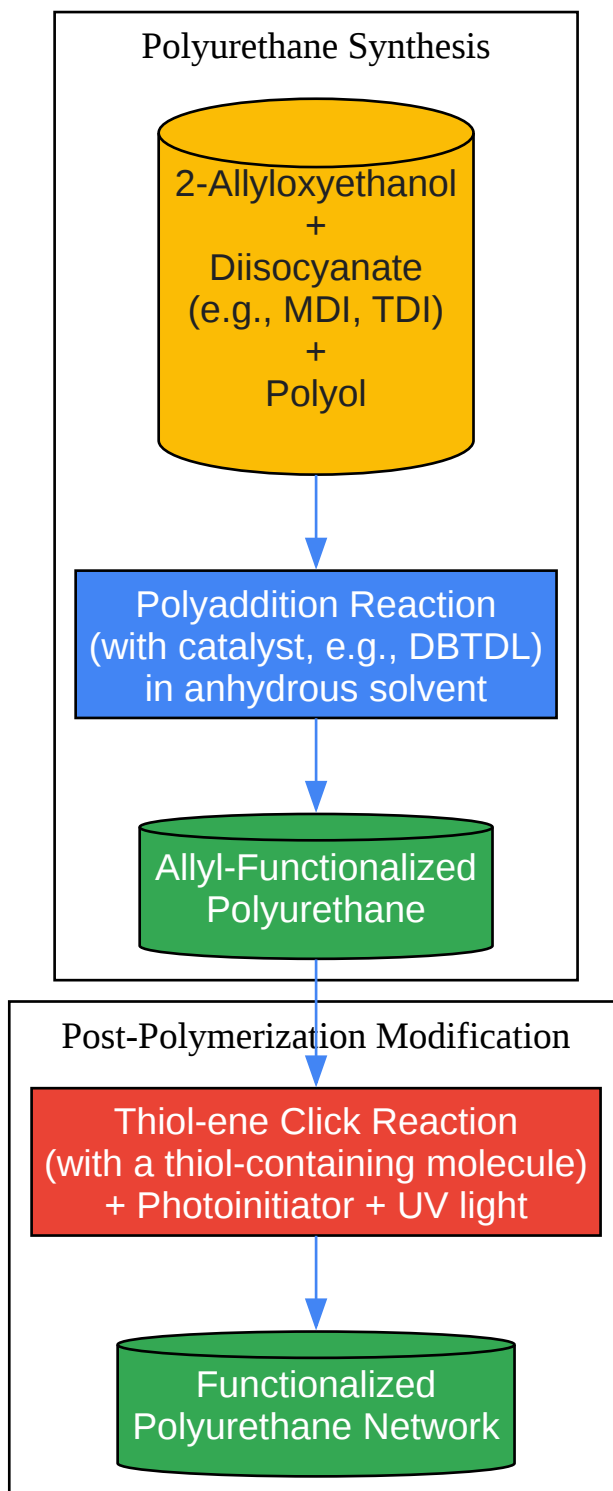 Polyurethane Synthesis
2-Allyloxyethanol
+
Diisocyanate
(e.g., MDI, TDI)
+
Polyol
Polyaddition Reaction
(with catalyst, e.g., DBTDL)
in anhydrous solvent
Allyl-Functionalized
Polyurethane
Post-Polymerization Modification
Thiol-ene Click Reaction
(with a thiol-containing molecule)
+ Photoinitiator + UV light
Functionalized
Polyurethane Network